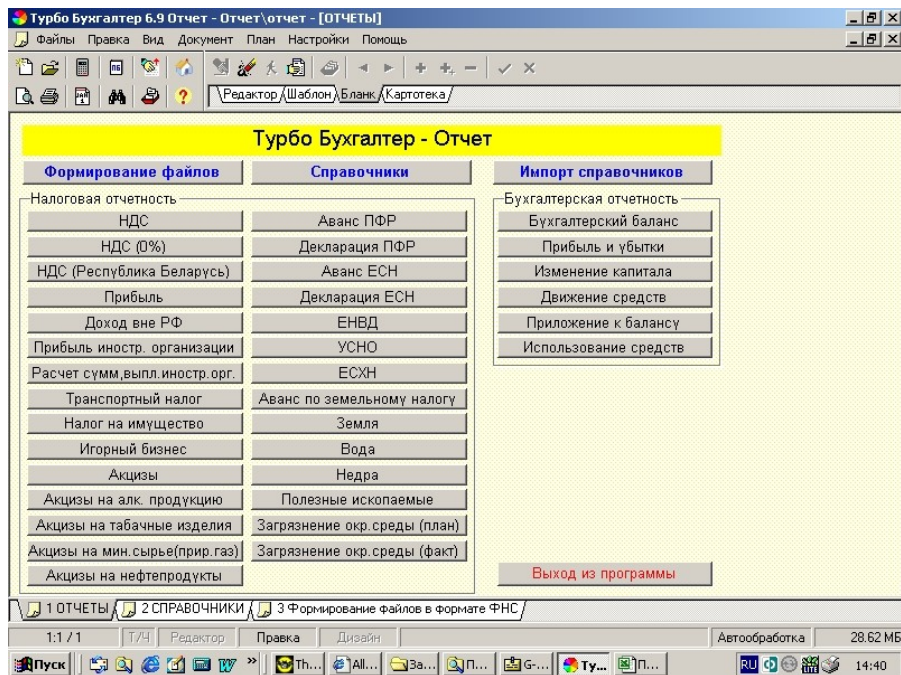 Турбо Бухгалтер 6.9 Отчет - Отчет\отчет - [ОТЧЕТЫ]
Файлы Правка Вид Документ План Настройки Помощь
Редактор Шаблон Бланк Картотека
Турбо Бухгалтер - Отчет
Формирование файлов Справочники Импорт справочников
Налоговая отчетность Бухгалтерская отчетность
НДС Аванс ПФР Бухгалтерский баланс
НДС (0%) Декларация ПФР Прибыль и убытки
НДС (Республика Беларусь) Аванс ЕСН Изменение капитала
Прибыль Декларация ЕСН Движение средств
Доход вне РФ ЕНВД Приложение к балансу
Прибыль иностр. организации УСНО Использование средств
Расчет сумм,выпл.иностр.орг. ЕСХН
Транспортный налог Аванс по земельному налогу
Налог на имущество Земля
Игорный бизнес Вода
Акцизы Недра
Акцизы на алк. продукцию Полезные ископаемые
Акцизы на табачные изделия Загрязнение окр.среды (план)
Акцизы на мин.сырье(прир.газ) Загрязнение окр.среды (факт)
Акцизы на нефтепродукты Выход из программы
1 ОТЧЕТЫ 2 СПРАВОЧНИКИ 3 Формирование файлов в формате ФНС
1:1 / 1 Т/Ч Редактор Правка Дизайн Автообработка 28.62 МБ
Пуск » Th... All... За... П... G-... Ту... П... RU 14:40